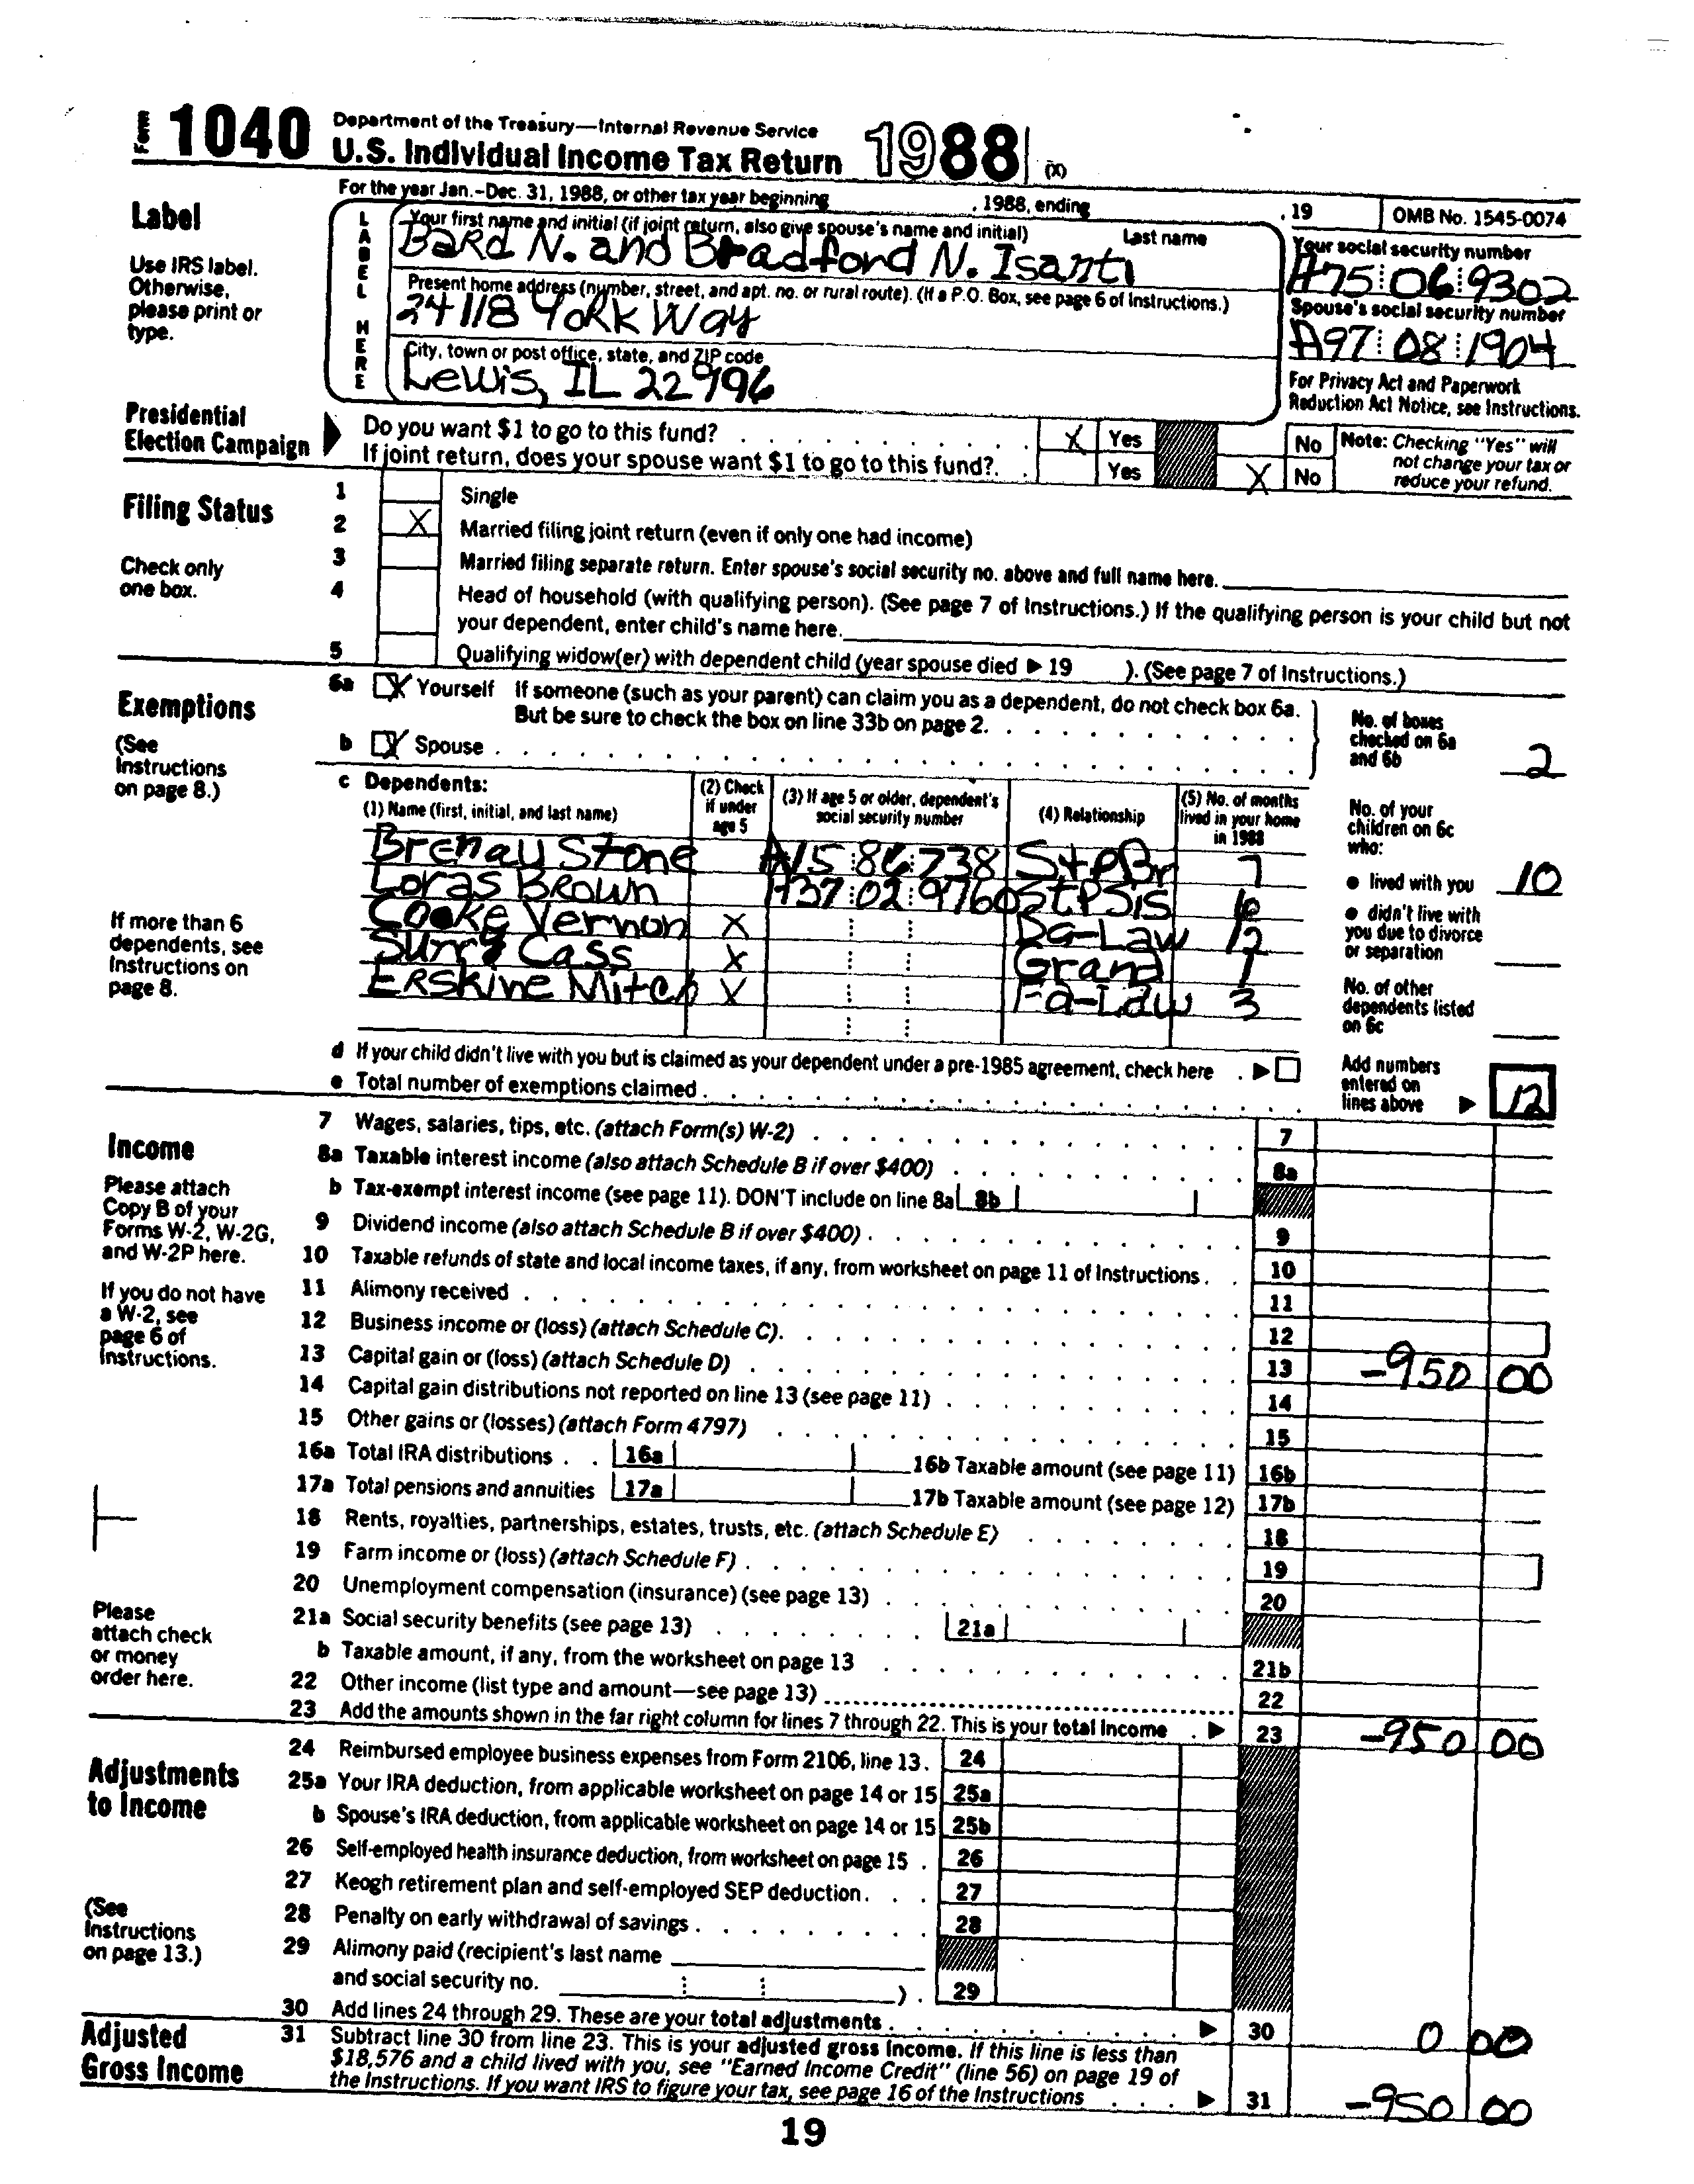 Form 1040 Department of the Treasury—Internal Revenue Service
U.S. Individual Income Tax Return 1988 (X)
For the year Jan.-Dec. 31, 1988, or other tax year beginning , 1988, ending , 19 OMB No. 1545-0074
Label
Use IRS label. Otherwise, please print or type.
LABEL HERE
Your first name and initial (if joint return, also give spouse's name and initial) Last name
Bard N. and Bradford N. Isanti
Your social security number
A75 06 9302
Present home address (number, street, and apt. no. or rural route). (If a P.O. Box, see page 6 of Instructions.)
24118 York Way
Spouse's social security number
A97 08 1904
City, town or post office, state, and ZIP code
Lewis, IL 22996
For Privacy Act and Paperwork Reduction Act Notice, see Instructions.
Presidential Election Campaign
Do you want $1 to go to this fund? X Yes No
If joint return, does your spouse want $1 to go to this fund? Yes X No
Note: Checking "Yes" will not change your tax or reduce your refund.
Filing Status
Check only one box.
1 Single
2 X Married filing joint return (even if only one had income)
3 Married filing separate return. Enter spouse's social security no. above and full name here.
4 Head of household (with qualifying person). (See page 7 of Instructions.) If the qualifying person is your child but not
your dependent, enter child's name here.
5 Qualifying widow(er) with dependent child (year spouse died ▶ 19 ). (See page 7 of Instructions.)
Exemptions
(See Instructions on page 8.)
6a X Yourself If someone (such as your parent) can claim you as a dependent, do not check box 6a.
But be sure to check the box on line 33b on page 2.
b X Spouse
No. of boxes checked on 6a and 6b 2
c Dependents:
(1) Name (first, initial, and last name) (2) Check if under age 5 (3) If age 5 or older, dependent's social security number (4) Relationship (5) No. of months lived in your home in 1988
Brenau Stone A15 86 738 StpBr 7
Loras Brown A37 02 9760 StpSis 10
Cooke Vernon X Da-Law 12
Surry Cass X Grand 1
Erskine Mitch X Fa-Law 3
If more than 6 dependents, see Instructions on page 8.
No. of your children on 6c who:
● lived with you 10
● didn't live with you due to divorce or separation
No. of other dependents listed on 6c
d If your child didn't live with you but is claimed as your dependent under a pre-1985 agreement, check here ▶
e Total number of exemptions claimed
Add numbers entered on lines above ▶ 12
Income
Please attach Copy B of your Forms W-2, W-2G, and W-2P here.
If you do not have a W-2, see page 6 of Instructions.
Please attach check or money order here.
7 Wages, salaries, tips, etc. (attach Form(s) W-2) 7
8a Taxable interest income (also attach Schedule B if over $400) 8a
b Tax-exempt interest income (see page 11). DON'T include on line 8a 8b
9 Dividend income (also attach Schedule B if over $400) 9
10 Taxable refunds of state and local income taxes, if any, from worksheet on page 11 of Instructions 10
11 Alimony received 11
12 Business income or (loss) (attach Schedule C) 12
13 Capital gain or (loss) (attach Schedule D) 13 -950 00
14 Capital gain distributions not reported on line 13 (see page 11) 14
15 Other gains or (losses) (attach Form 4797) 15
16a Total IRA distributions 16a 16b Taxable amount (see page 11) 16b
17a Total pensions and annuities 17a 17b Taxable amount (see page 12) 17b
18 Rents, royalties, partnerships, estates, trusts, etc. (attach Schedule E) 18
19 Farm income or (loss) (attach Schedule F) 19
20 Unemployment compensation (insurance) (see page 13) 20
21a Social security benefits (see page 13) 21a
b Taxable amount, if any, from the worksheet on page 13 21b
22 Other income (list type and amount—see page 13) 22
23 Add the amounts shown in the far right column for lines 7 through 22. This is your total income ▶ 23 -950 00
Adjustments to Income
(See Instructions on page 13.)
24 Reimbursed employee business expenses from Form 2106, line 13. 24
25a Your IRA deduction, from applicable worksheet on page 14 or 15 25a
b Spouse's IRA deduction, from applicable worksheet on page 14 or 15 25b
26 Self-employed health insurance deduction, from worksheet on page 15 26
27 Keogh retirement plan and self-employed SEP deduction 27
28 Penalty on early withdrawal of savings 28
29 Alimony paid (recipient's last name
and social security no. ) 29
30 Add lines 24 through 29. These are your total adjustments ▶ 30 0 00
Adjusted Gross Income
31 Subtract line 30 from line 23. This is your adjusted gross income. If this line is less than
$18,576 and a child lived with you, see "Earned Income Credit" (line 56) on page 19 of
the Instructions. If you want IRS to figure your tax, see page 16 of the Instructions ▶ 31 -950 00
19